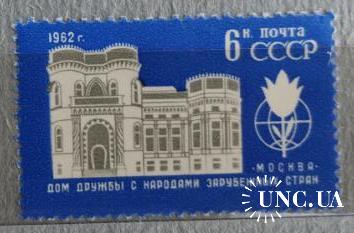 1962 г.
6 к. почта
СССР
·МОСКВА·
ДОМ ДРУЖБЫ С НАРОДАМИ ЗАРУБЕЖНЫХ СТРАН
UNC.UA